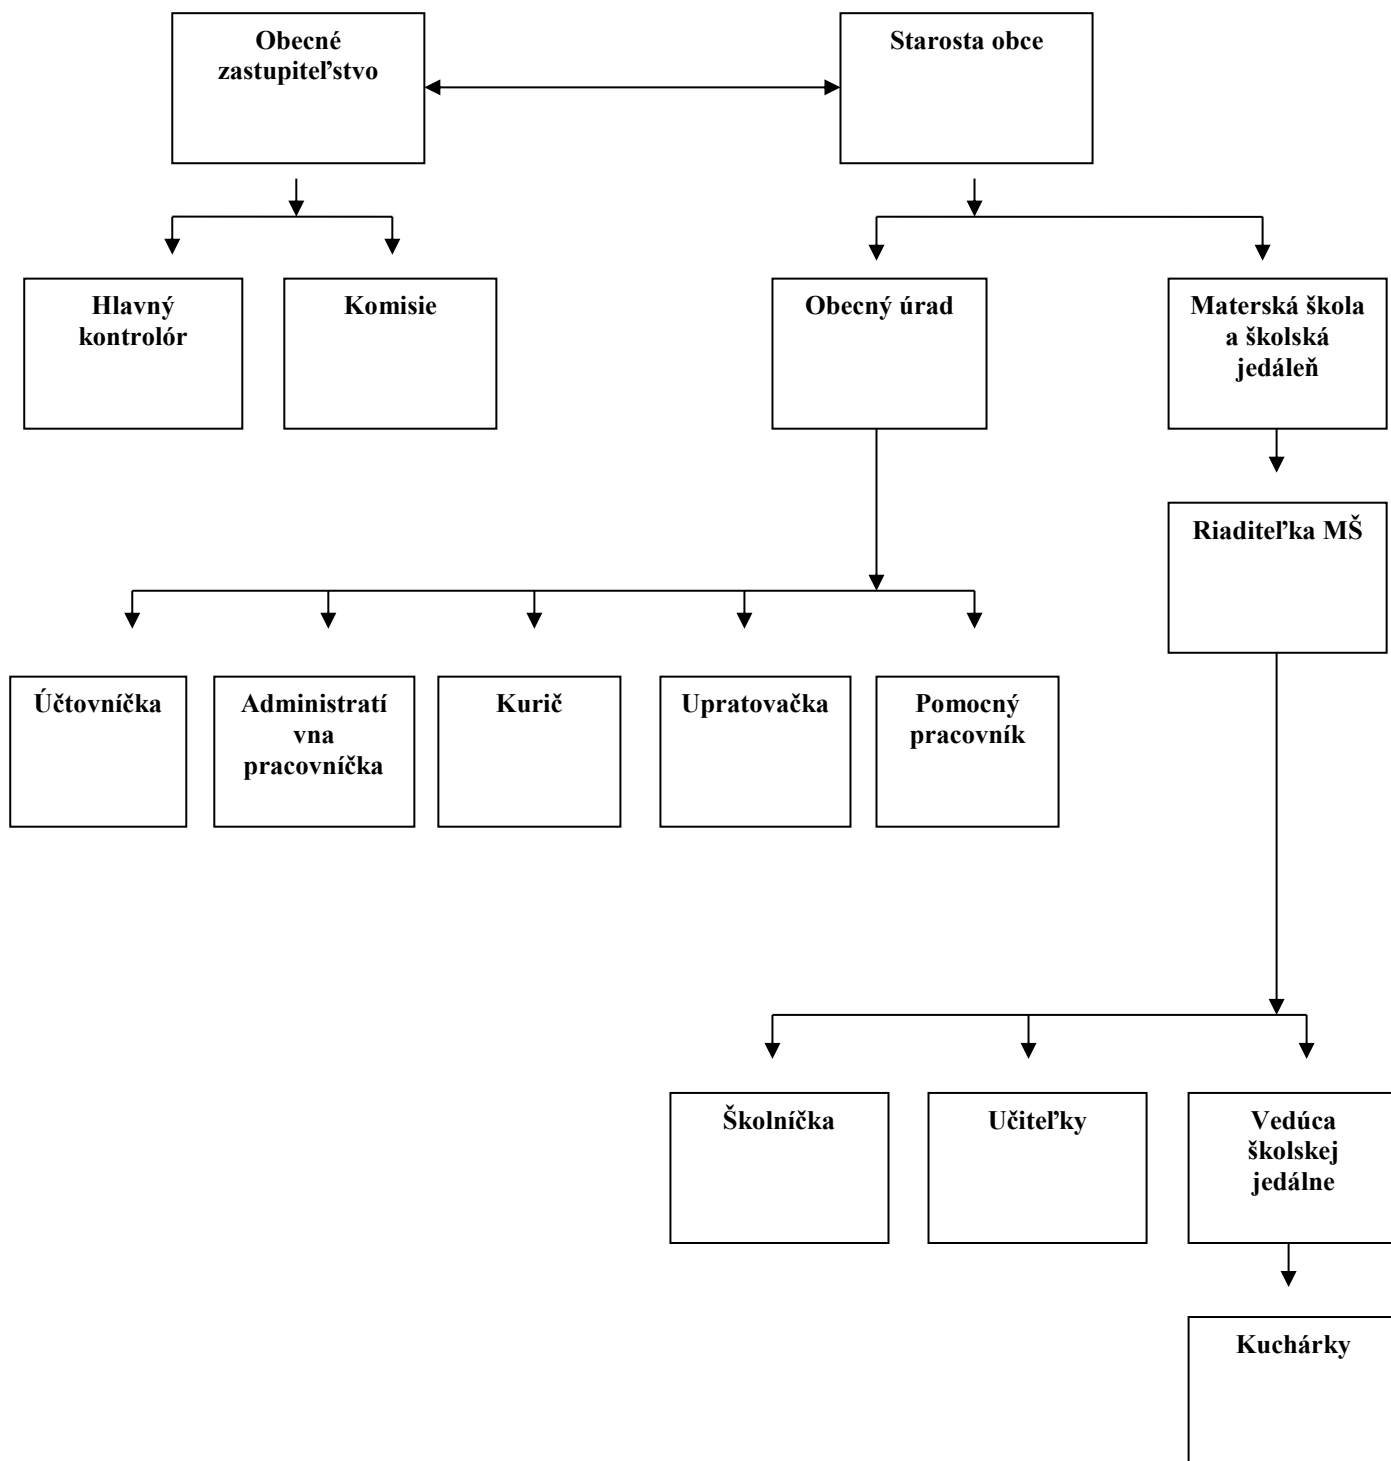 Obecné
zastupiteľstvo
Starosta obce
Hlavný
kontrolór
Komisie
Obecný úrad
Materská škola
a školská
jedáleň
Riaditeľka MŠ
Účtovníčka
Administratí
vna
pracovníčka
Kurič
Upratovačka
Pomocný
pracovník
Školníčka
Učiteľky
Vedúca
školskej
jedálne
Kuchárky